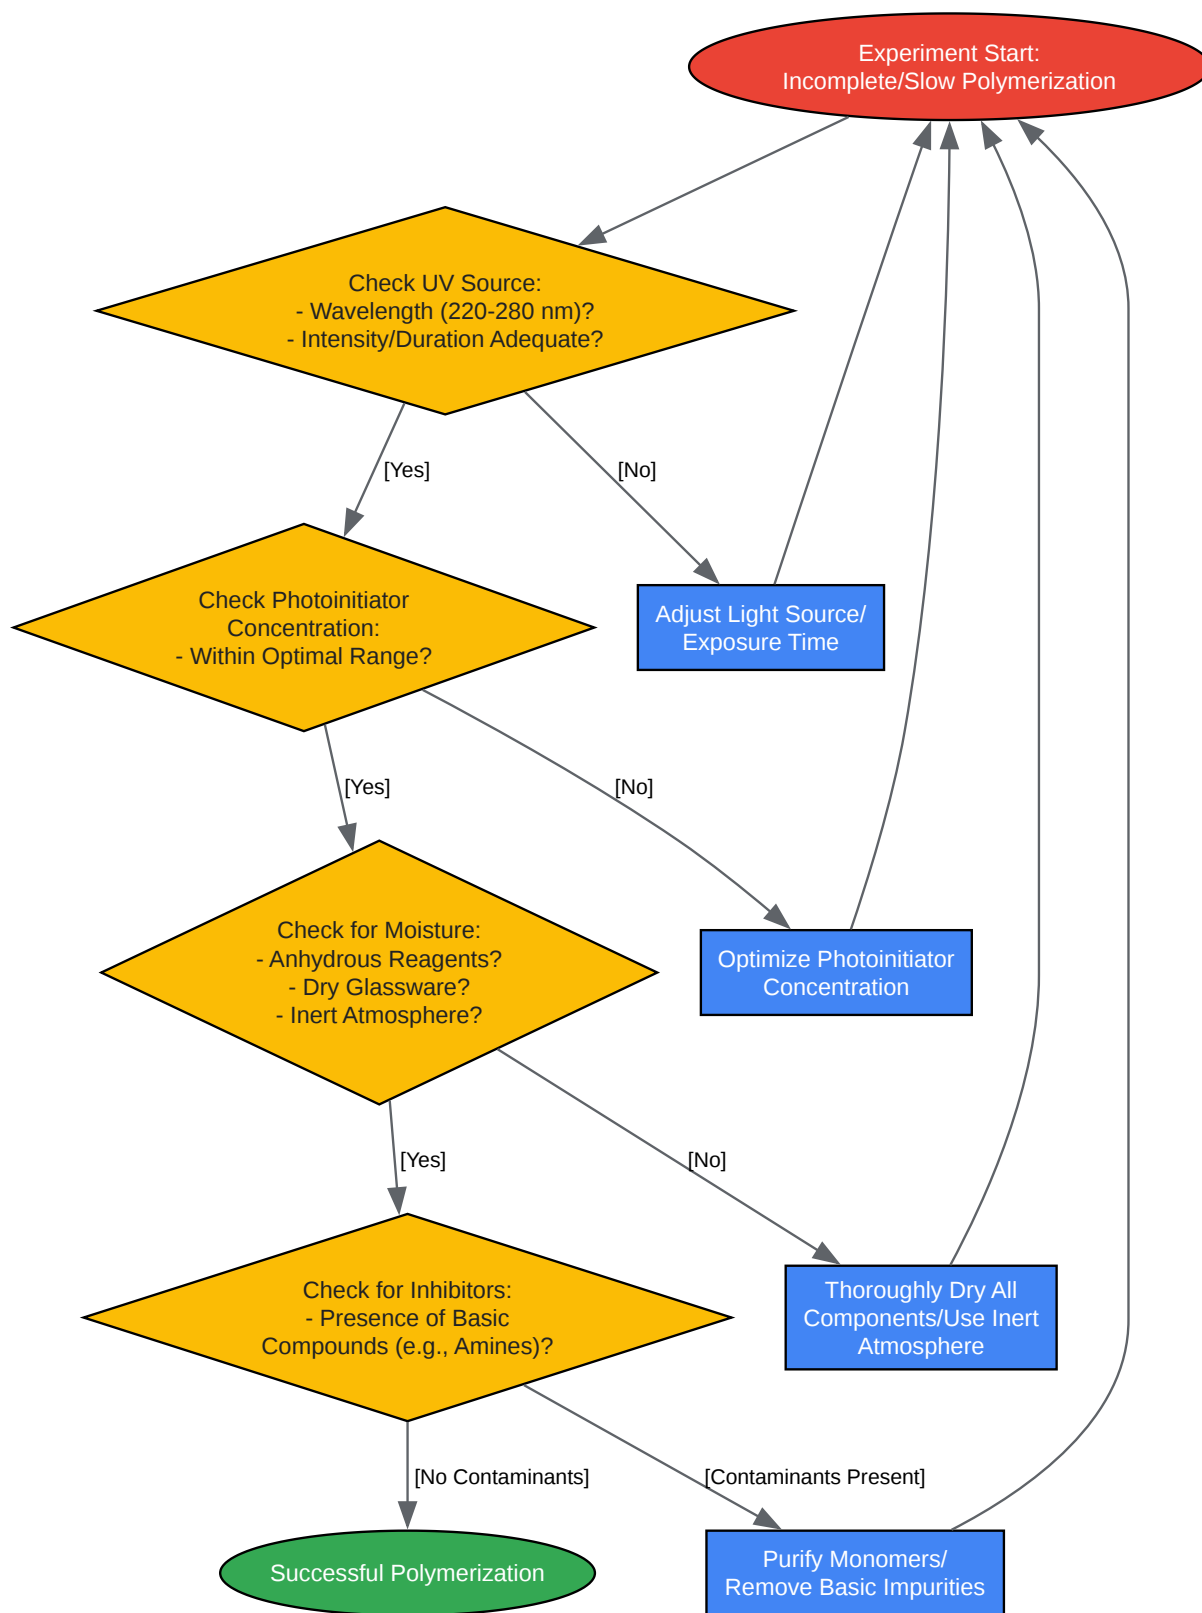 Experiment Start:
Incomplete/Slow Polymerization
Check UV Source:
- Wavelength (220-280 nm)?
- Intensity/Duration Adequate?
[Yes]
[No]
Check Photoinitiator
Concentration:
- Within Optimal Range?
Adjust Light Source/
Exposure Time
[Yes]
[No]
Check for Moisture:
- Anhydrous Reagents?
- Dry Glassware?
- Inert Atmosphere?
Optimize Photoinitiator
Concentration
[Yes]
[No]
Check for Inhibitors:
- Presence of Basic
Compounds (e.g., Amines)?
Thoroughly Dry All
Components/Use Inert
Atmosphere
[No Contaminants]
[Contaminants Present]
Successful Polymerization
Purify Monomers/
Remove Basic Impurities